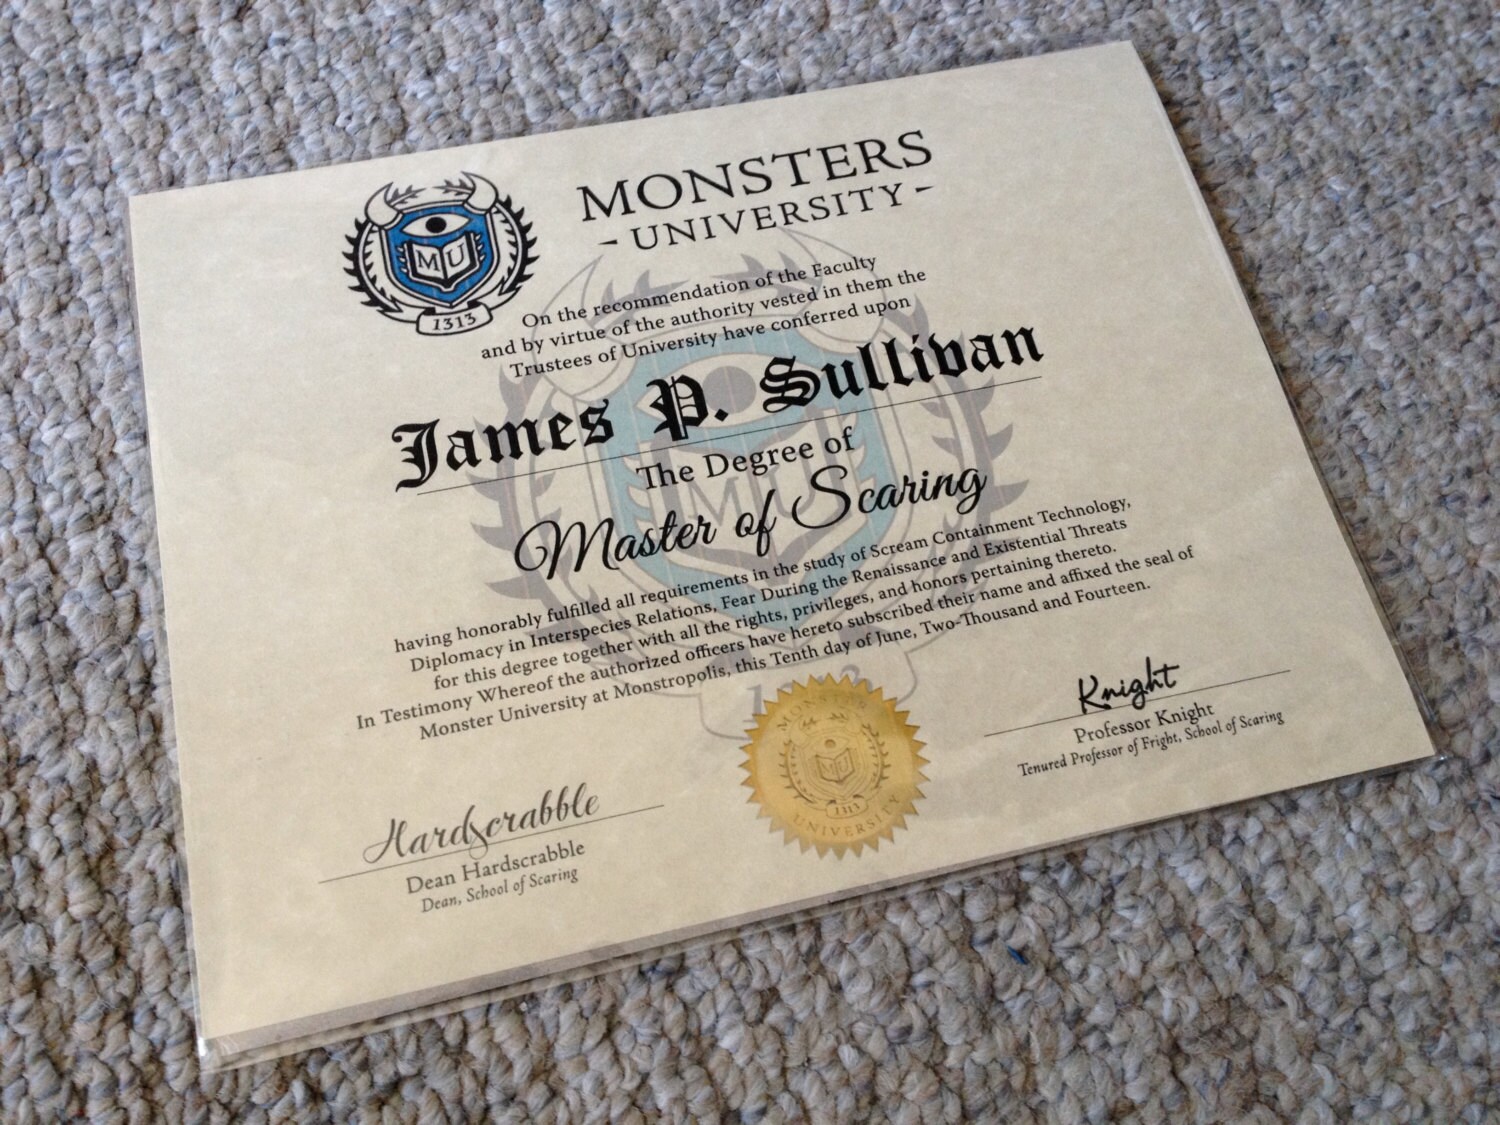 MONSTERS
- UNIVERSITY -
MU
1313
On the recommendation of the Faculty
and by virtue of the authority vested in them the
Trustees of University have conferred upon
James P. Sullivan
The Degree of
Master of Scaring
having honorably fulfilled all requirements in the study of Scream Containment Technology,
Diplomacy in Interspecies Relations, Fear During the Renaissance and Existential Threats
for this degree together with all the rights, privileges, and honors pertaining thereto.
In Testimony Whereof the authorized officers have hereto subscribed their name and affixed the seal of
Monster University at Monstropolis, this Tenth day of June, Two-Thousand and Fourteen.
Knight
Professor Knight
Tenured Professor of Fright, School of Scaring
MONSTERS
MU
1313
UNIVERSITY
Hardscrabble
Dean Hardscrabble
Dean, School of Scaring